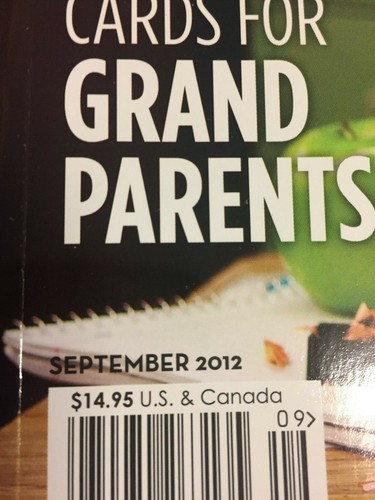 CARDS FOR
GRAND
PARENTS
SEPTEMBER 2012
$14.95 U.S. & Canada
09>